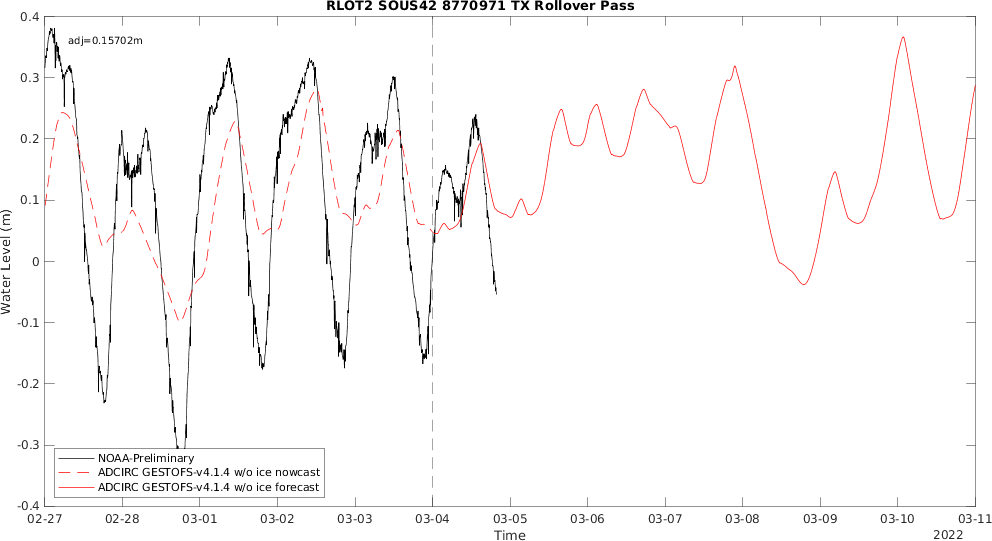 RLOT2 SOUS42 8770971 TX Rollover Pass
adj=0.15702m
Water Level (m)
0.4
0.3
0.2
0.1
0
-0.1
-0.2
-0.3
-0.4
NOAA-Preliminary
ADCIRC GESTOFS-v4.1.4 w/o ice nowcast
ADCIRC GESTOFS-v4.1.4 w/o ice forecast
02-27 02-28 03-01 03-02 03-03 03-04 03-05 03-06 03-07 03-08 03-09 03-10 03-11
Time
2022